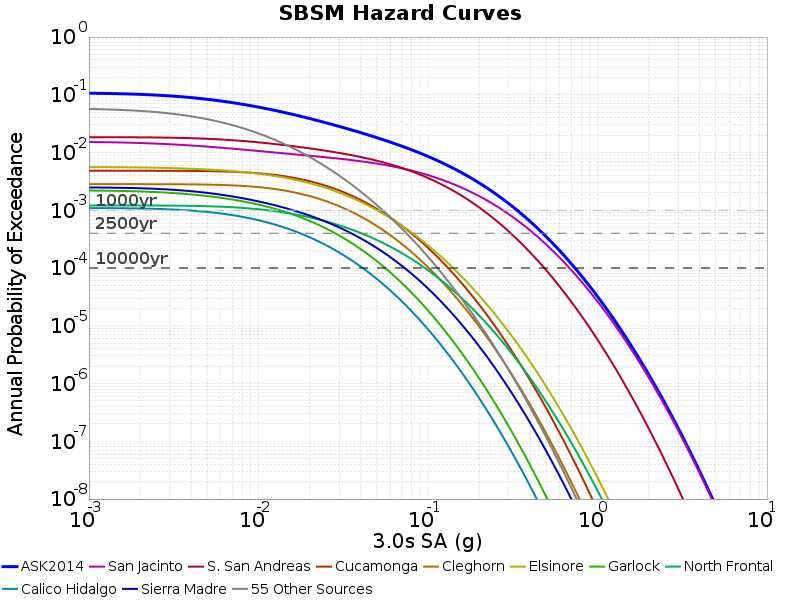 SBSM Hazard Curves
Annual Probability of Exceedance
10^0
10^-1
10^-2
10^-3
10^-4
10^-5
10^-6
10^-7
10^-8
1000yr
2500yr
10000yr
10^-3 10^-2 10^-1 10^0 10^1
3.0s SA (g)
ASK2014 San Jacinto S. San Andreas Cucamonga Cleghorn Elsinore Garlock North Frontal
Calico Hidalgo Sierra Madre 55 Other Sources